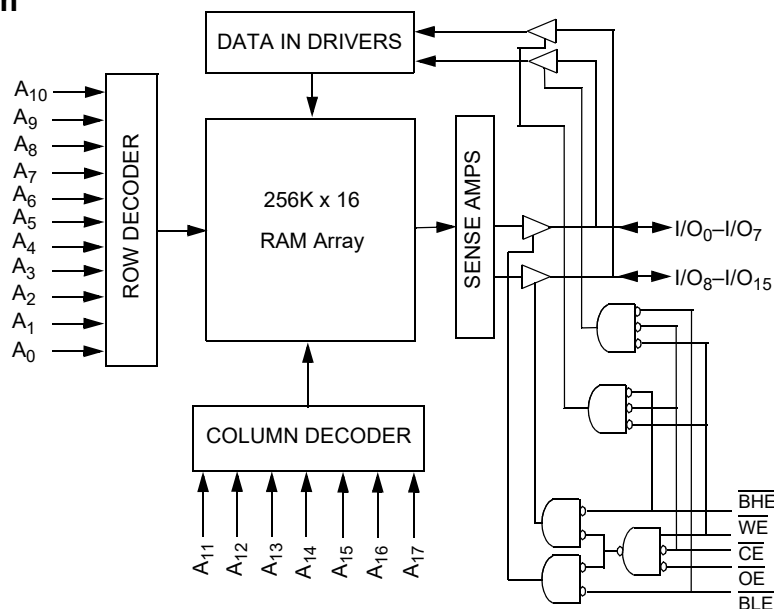 n
DATA IN DRIVERS
A10
A9
A8
A7
A6
A5
A4
A3
A2
A1
A0
ROW DECODER
256K x 16
RAM Array
SENSE AMPS
I/O0–I/O7
I/O8–I/O15
COLUMN DECODER
A11
A12
A13
A14
A15
A16
A17
BHE
WE
CE
OE
BLE